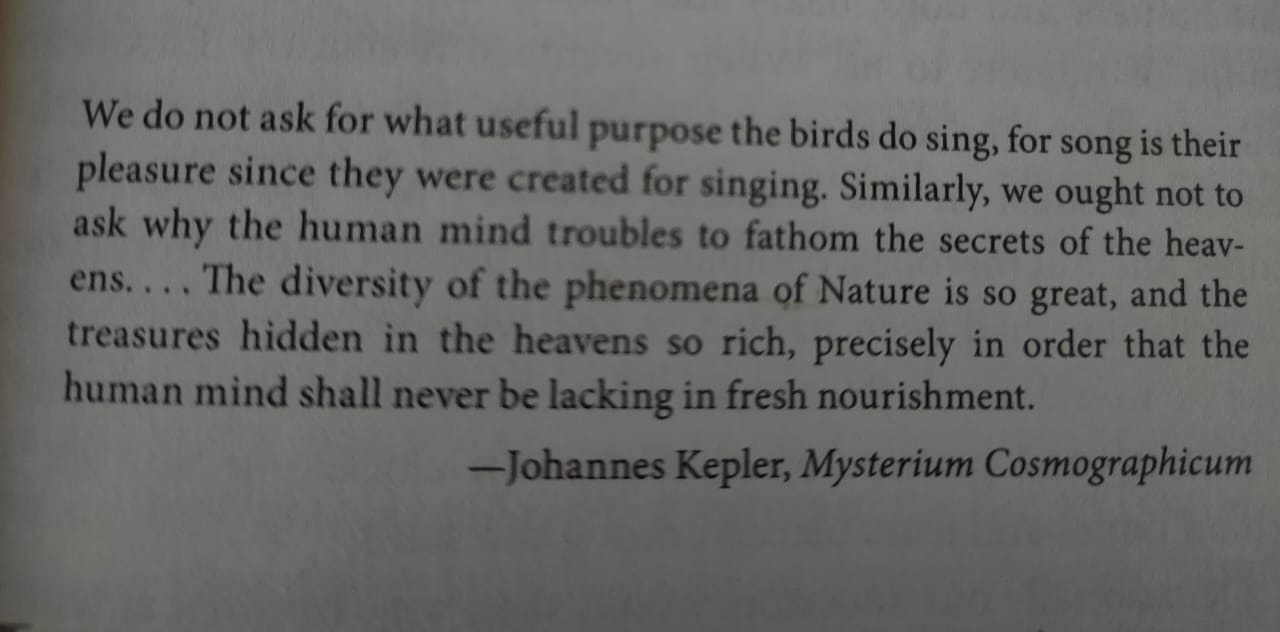 We do not ask for what useful purpose the birds do sing, for song is their
pleasure since they were created for singing. Similarly, we ought not to
ask why the human mind troubles to fathom the secrets of the heav-
ens. . . . The diversity of the phenomena of Nature is so great, and the
treasures hidden in the heavens so rich, precisely in order that the
human mind shall never be lacking in fresh nourishment.
—Johannes Kepler, Mysterium Cosmographicum